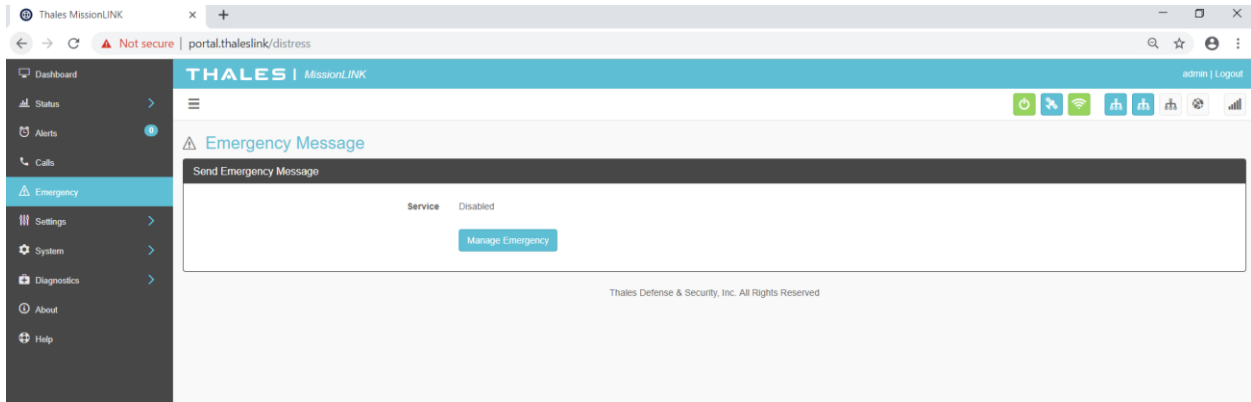 Thales MissionLINK
Not secure | portal.thaleslink/distress
Dashboard
THALES | MissionLINK
admin | Logout
Status
Alerts
0
Calls
Emergency
Settings
System
Diagnostics
About
Help
Emergency Message
Send Emergency Message
Service Disabled
Manage Emergency
Thales Defense & Security, Inc. All Rights Reserved